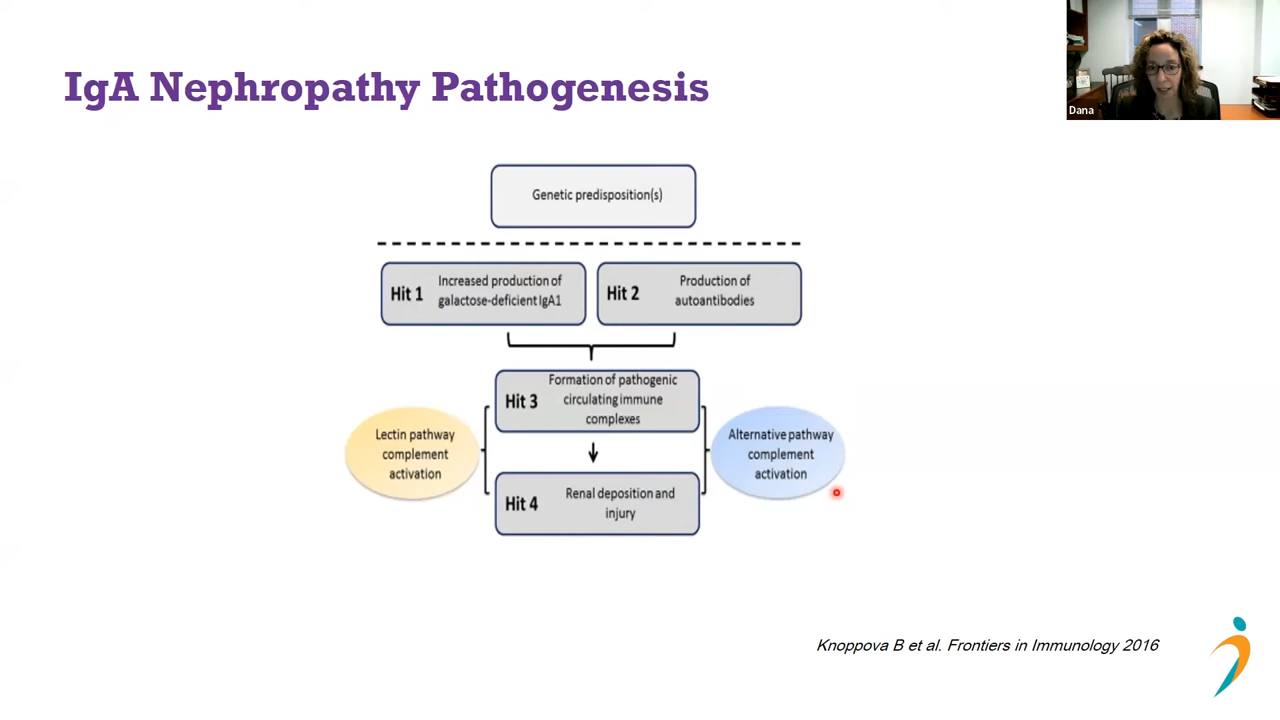 IgA Nephropathy Pathogenesis
Dana
Genetic predisposition(s)
Hit 1
Increased production of
galactose-deficient IgA1
Hit 2
Production of
autoantibodies
Hit 3
Formation of pathogenic
circulating immune
complexes
Lectin pathway
complement
activation
Alternative pathway
complement
activation
Hit 4
Renal deposition and
injury
Knoppova B et al. Frontiers in Immunology 2016